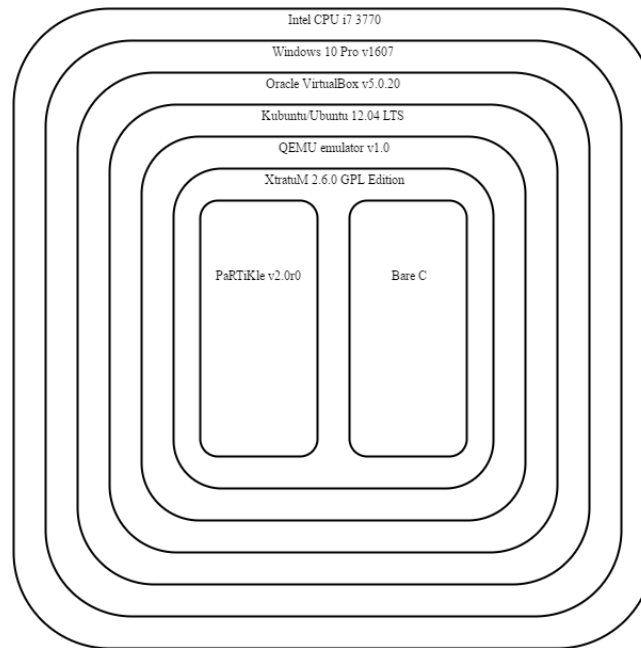 Intel CPU i7 3770
Windows 10 Pro v1607
Oracle VirtualBox v5.0.20
Kubuntu/Ubuntu 12.04 LTS
QEMU emulator v1.0
XtratuM 2.6.0 GPL Edition
PaRTiKle v2.0r0
Bare C